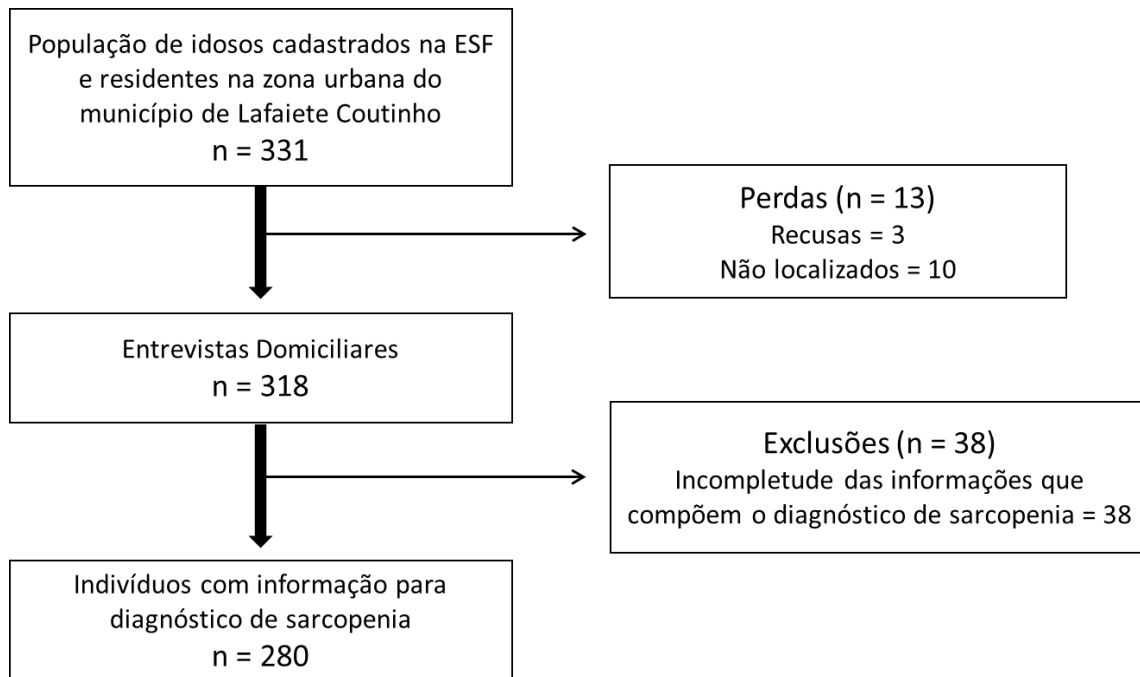 População de idosos cadastrados na ESF
e residentes na zona urbana do
município de Lafaiete Coutinho
n = 331
Perdas (n = 13)
Recusas = 3
Não localizados = 10
Entrevistas Domiciliares
n = 318
Exclusões (n = 38)
Incompletude das informações que
compõem o diagnóstico de sarcopenia = 38
Indivíduos com informação para
diagnóstico de sarcopenia
n = 280